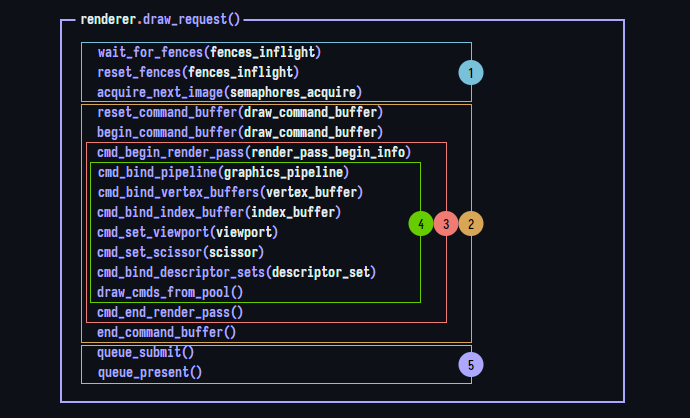 renderer.draw_request()
wait_for_fences(fences_inflight)
reset_fences(fences_inflight)
1
acquire_next_image(semaphores_acquire)
reset_command_buffer(draw_command_buffer)
begin_command_buffer(draw_command_buffer)
cmd_begin_render_pass(render_pass_begin_info)
cmd_bind_pipeline(graphics_pipeline)
cmd_bind_vertex_buffers(vertex_buffer)
cmd_bind_index_buffer(index_buffer)
4 3 2
cmd_set_viewport(viewport)
cmd_set_scissor(scissor)
cmd_bind_descriptor_sets(descriptor_set)
draw_cmds_from_pool()
cmd_end_render_pass()
end_command_buffer()
queue_submit()
5
queue_present()